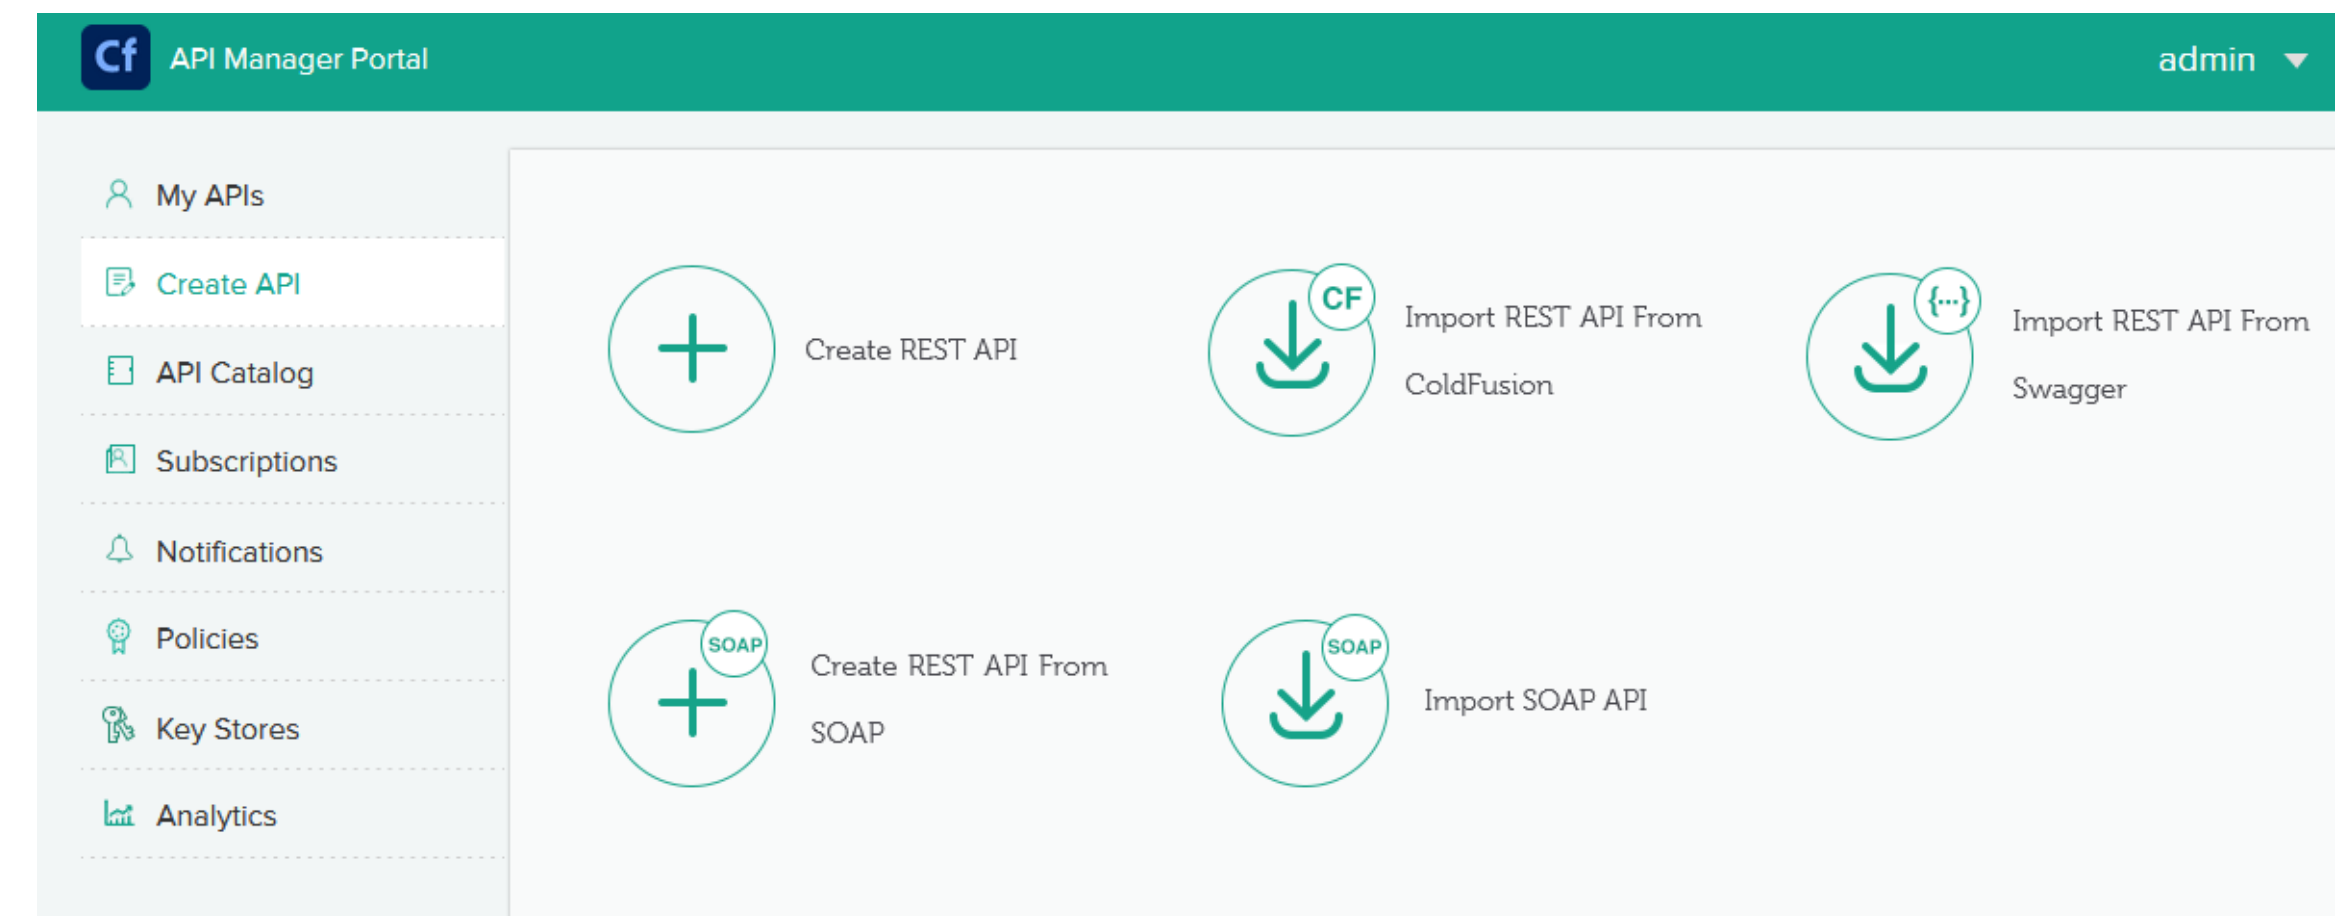 Cf API Manager Portal
admin
My APIs
Create API
API Catalog
Subscriptions
Notifications
Policies
Key Stores
Analytics
Create REST API
CF
Import REST API From
ColdFusion
{...}
Import REST API From
Swagger
SOAP
Create REST API From
SOAP
SOAP
Import SOAP API